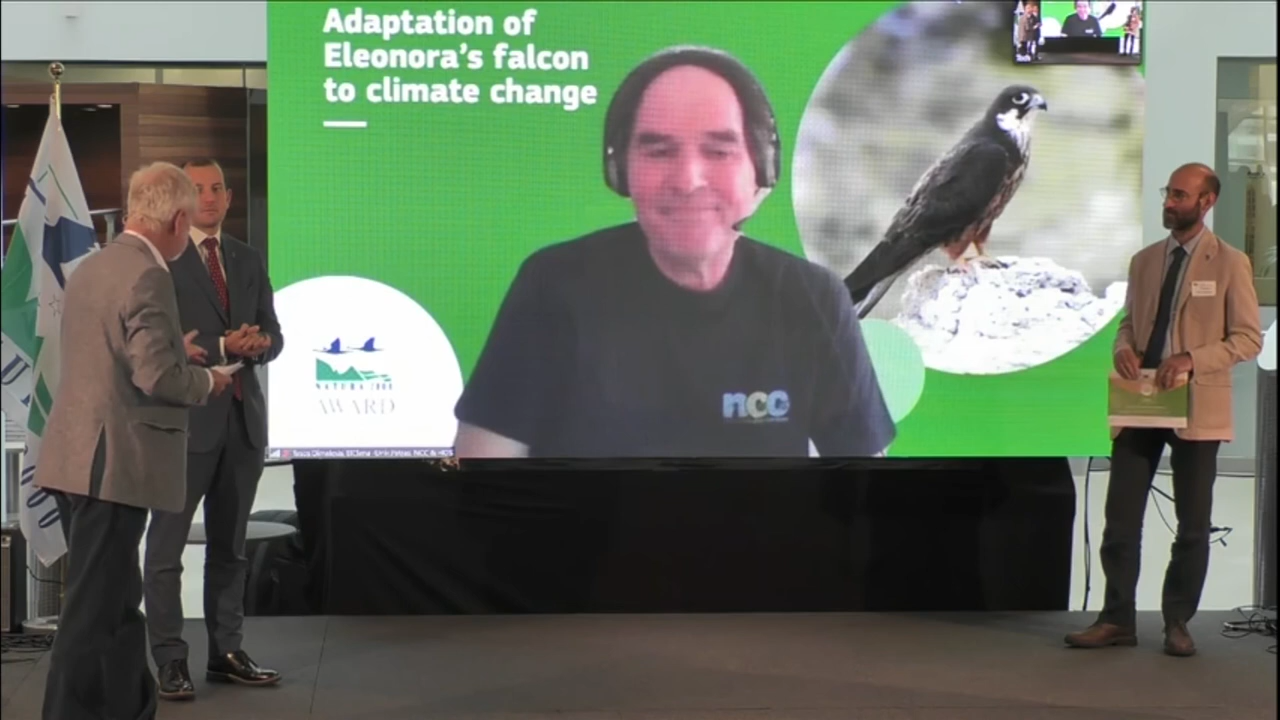 Adaptation of
Eleonora's falcon
to climate change
NATURA 2000
AWARD
ncc